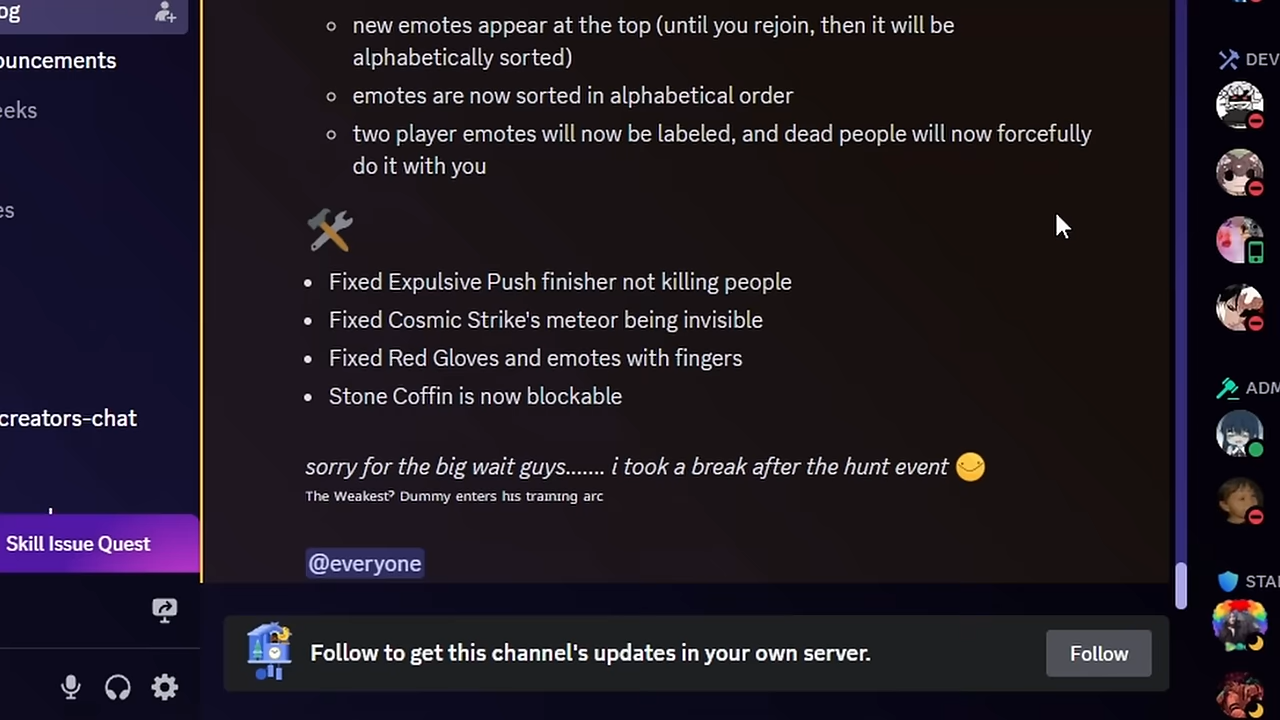 og
ouncements
eeks
es
creators-chat
Skill Issue Quest
new emotes appear at the top (until you rejoin, then it will be
alphabetically sorted)
emotes are now sorted in alphabetical order
two player emotes will now be labeled, and dead people will now forcefully
do it with you
Fixed Expulsive Push finisher not killing people
Fixed Cosmic Strike's meteor being invisible
Fixed Red Gloves and emotes with fingers
Stone Coffin is now blockable
sorry for the big wait guys....... i took a break after the hunt event
The Weakest? Dummy enters hıs traınıng arc
@everyone
Follow to get this channel's updates in your own server.
Follow
DEV
ADM
STA